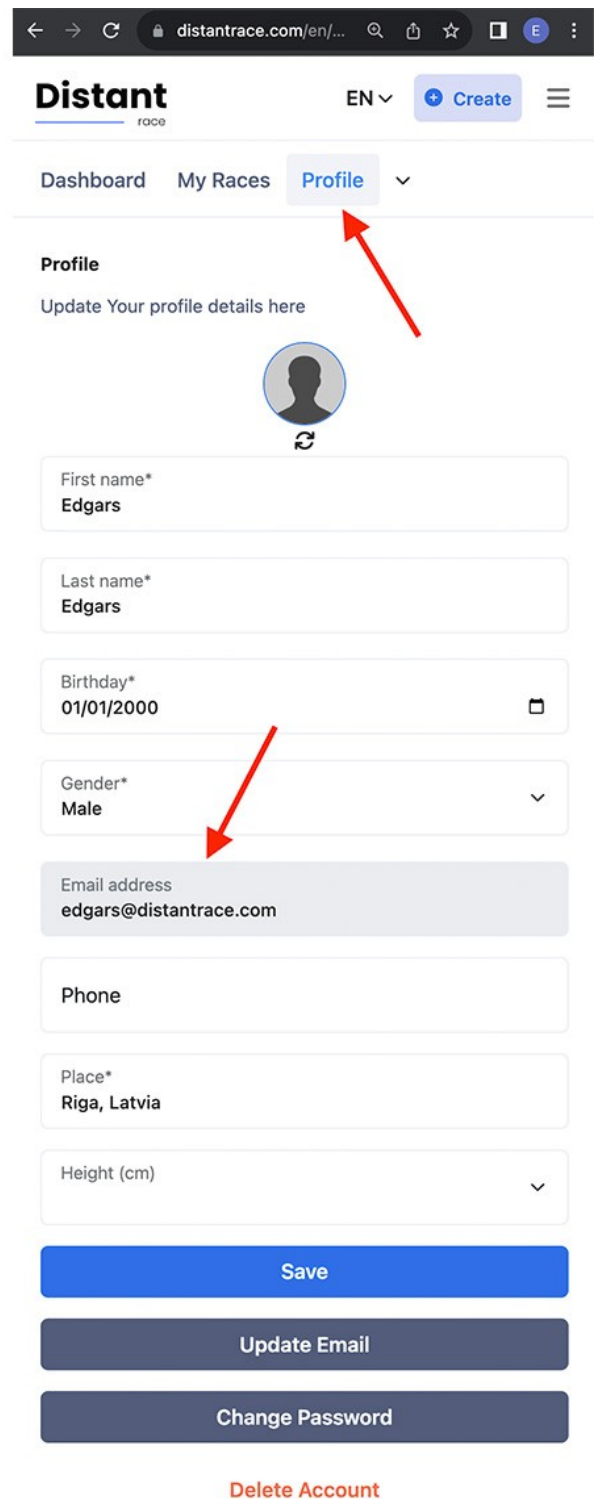 distantrace.com/en/... E
Distant
race
EN Create
Dashboard My Races Profile
Profile
Update Your profile details here
First name*
Edgars
Last name*
Edgars
Birthday*
01/01/2000
Gender*
Male
Email address
edgars@distantrace.com
Phone
Place*
Riga, Latvia
Height (cm)
Save
Update Email
Change Password
Delete Account